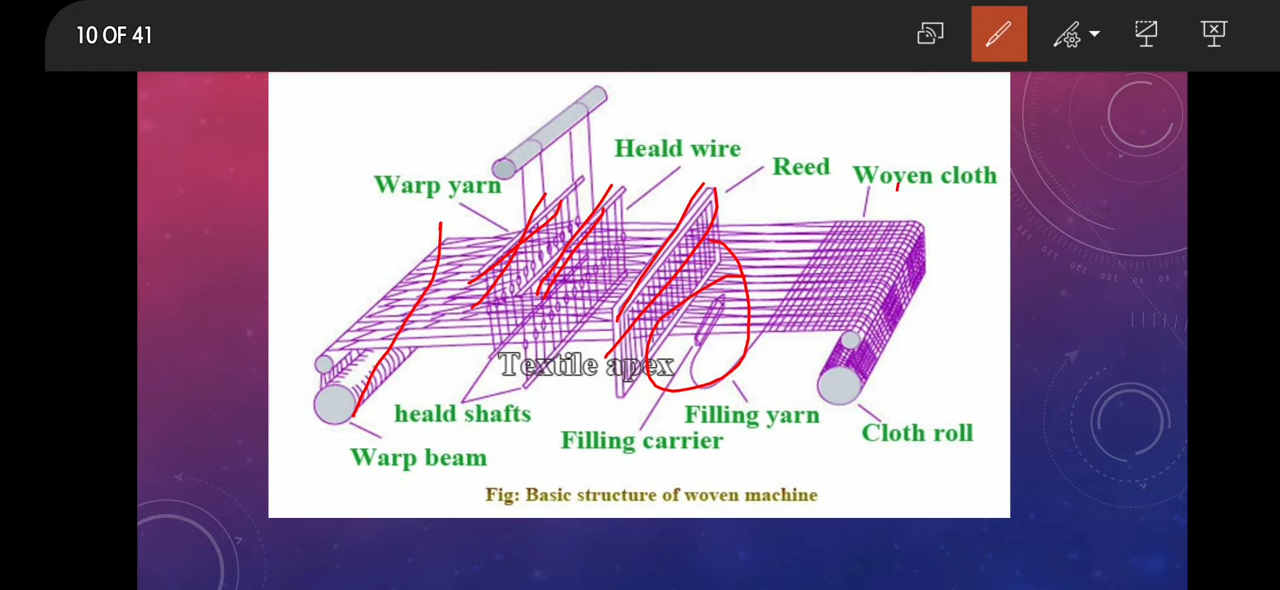 10 OF 41
Heald wire
Reed
Woven cloth
Warp yarn
Textile apex
heald shafts
Filling yarn
Filling carrier
Cloth roll
Warp beam
Fig: Basic structure of woven machine